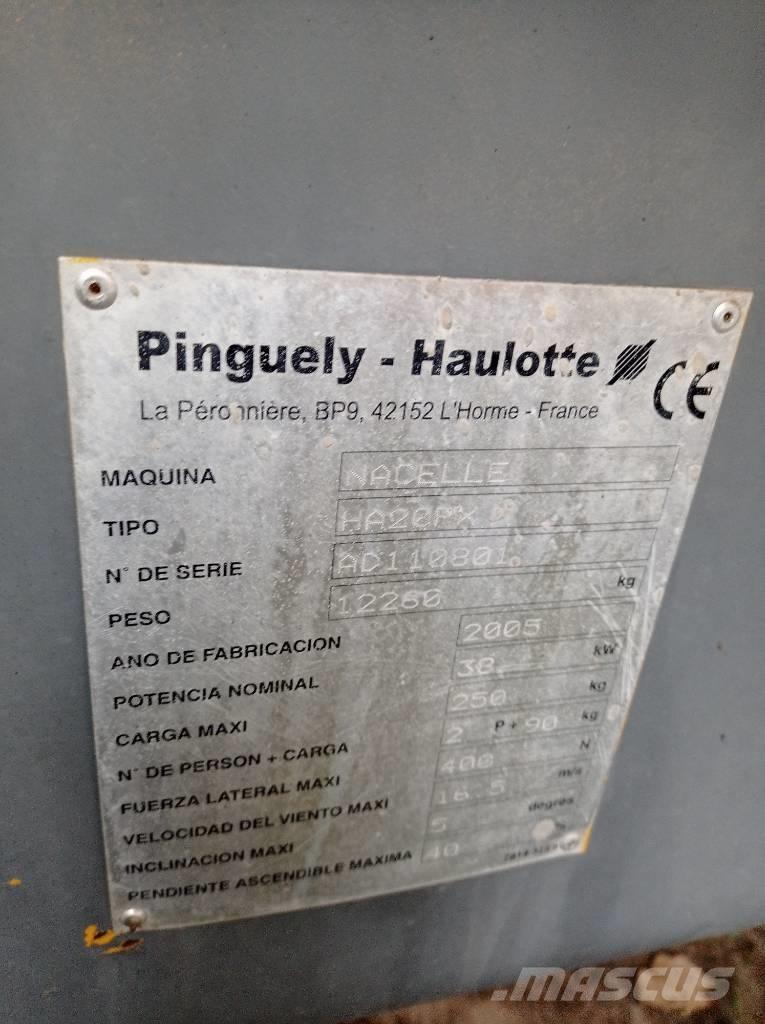 Pinguely - Haulotte
CE
La Péronnière, BP9, 42152 L'Horme - France
MAQUINA NACELLE
TIPO HA20PX
N° DE SERIE AD110801
PESO 12260 kg
ANO DE FABRICACION 2005
POTENCIA NOMINAL 38 kW
CARGA MAXI 250 kg
N° DE PERSON + CARGA 2 P + 90 kg
FUERZA LATERAL MAXI 400 N
VELOCIDAD DEL VIENTO MAXI 16.5 m/s
INCLINACION MAXI 5 degres
PENDIENTE ASCENDIBLE MAXIMA 40
MASCUS